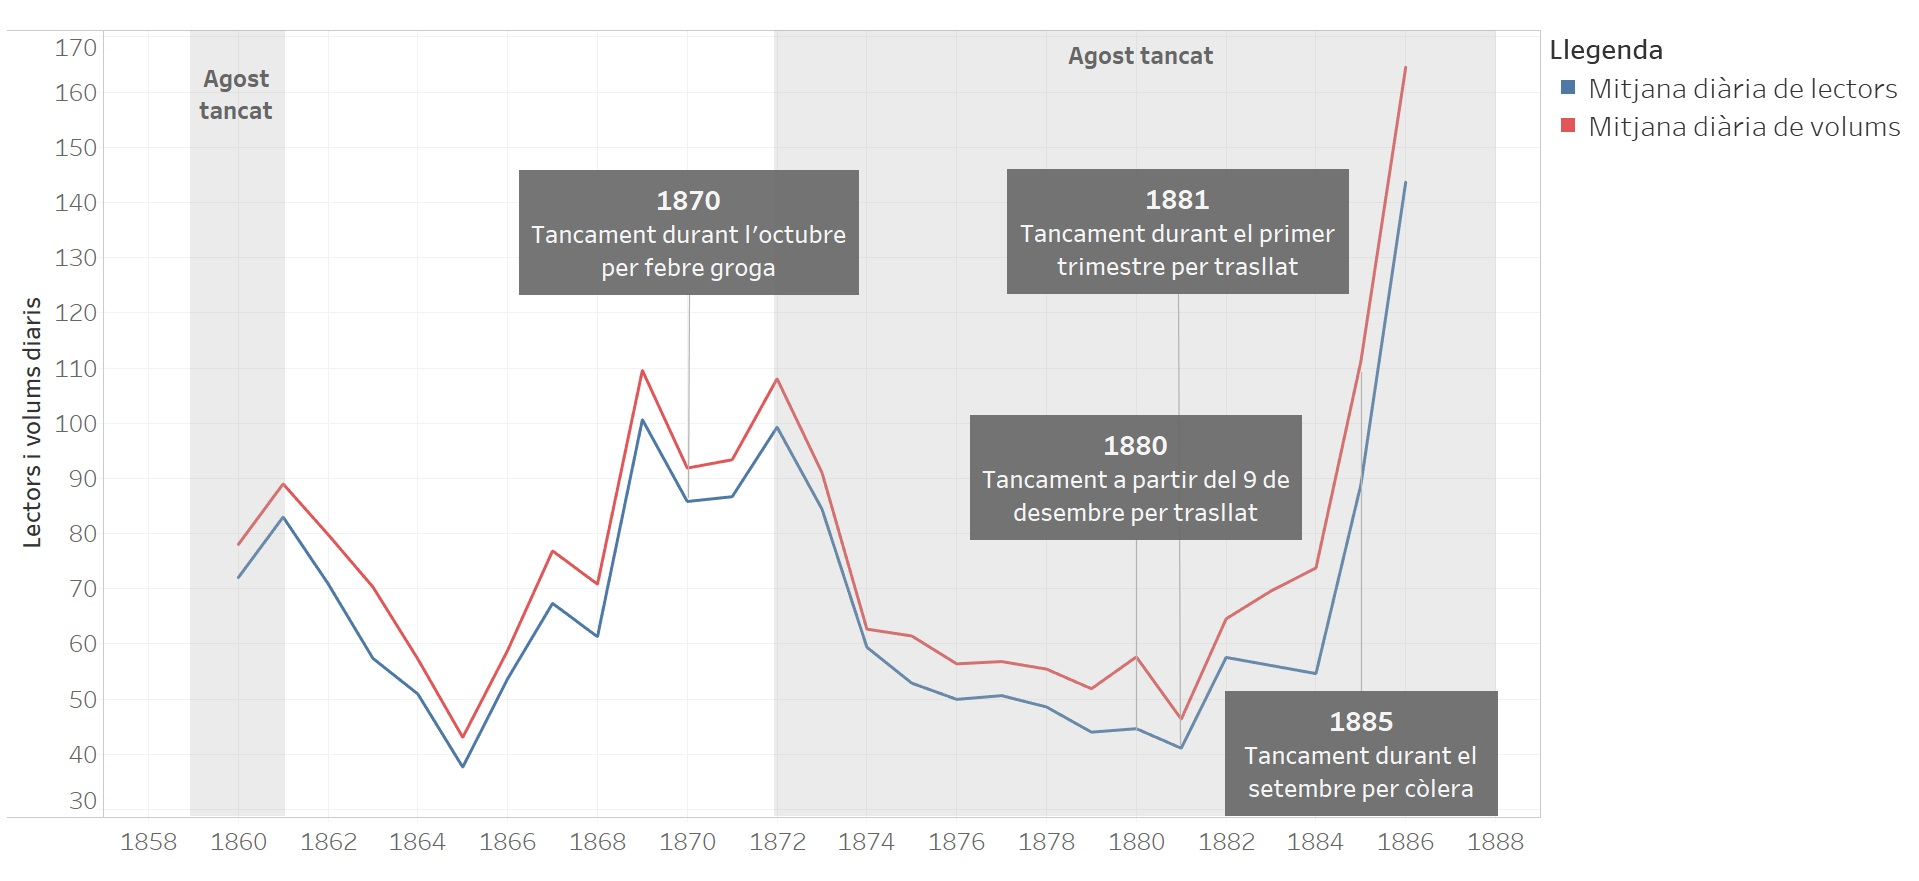 Agost
tancat
Agost tancat
Llegenda
Mitjana diària de lectors
Mitjana diària de volums
1870
Tancament durant l’octubre
per febre groga
1881
Tancament durant el primer
trimestre per trasllat
1880
Tancament a partir del 9 de
desembre per trasllat
1885
Tancament durant el
setembre per còlera
Lectors i volums diaris
170
160
150
140
130
120
110
100
90
80
70
60
50
40
30
1858 1860 1862 1864 1866 1868 1870 1872 1874 1876 1878 1880 1882 1884 1886 1888